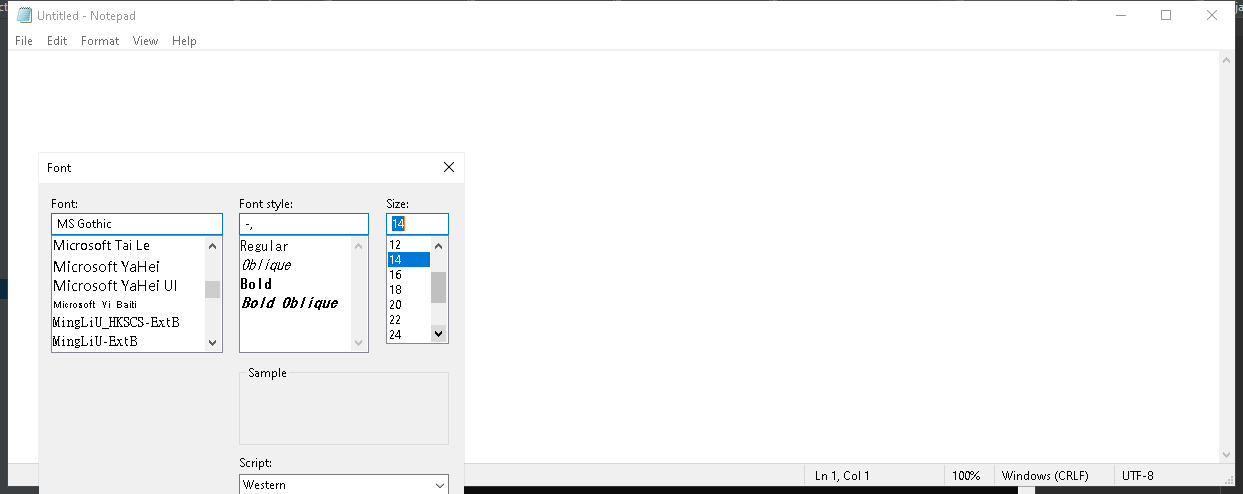 Untitled - Notepad
File Edit Format View Help
Font
Font: Font style: Size:
MS Gothic -, 14
Microsoft Tai Le
Microsoft YaHei
Microsoft YaHei UI
Microsoft Yi Baiti
MingLiU_HKSCS-ExtB
MingLiU-ExtB
Regular
Oblique
Bold
Bold Oblique
12
14
16
18
20
22
24
Sample
Script:
Western
Ln 1, Col 1 100% Windows (CRLF) UTF-8